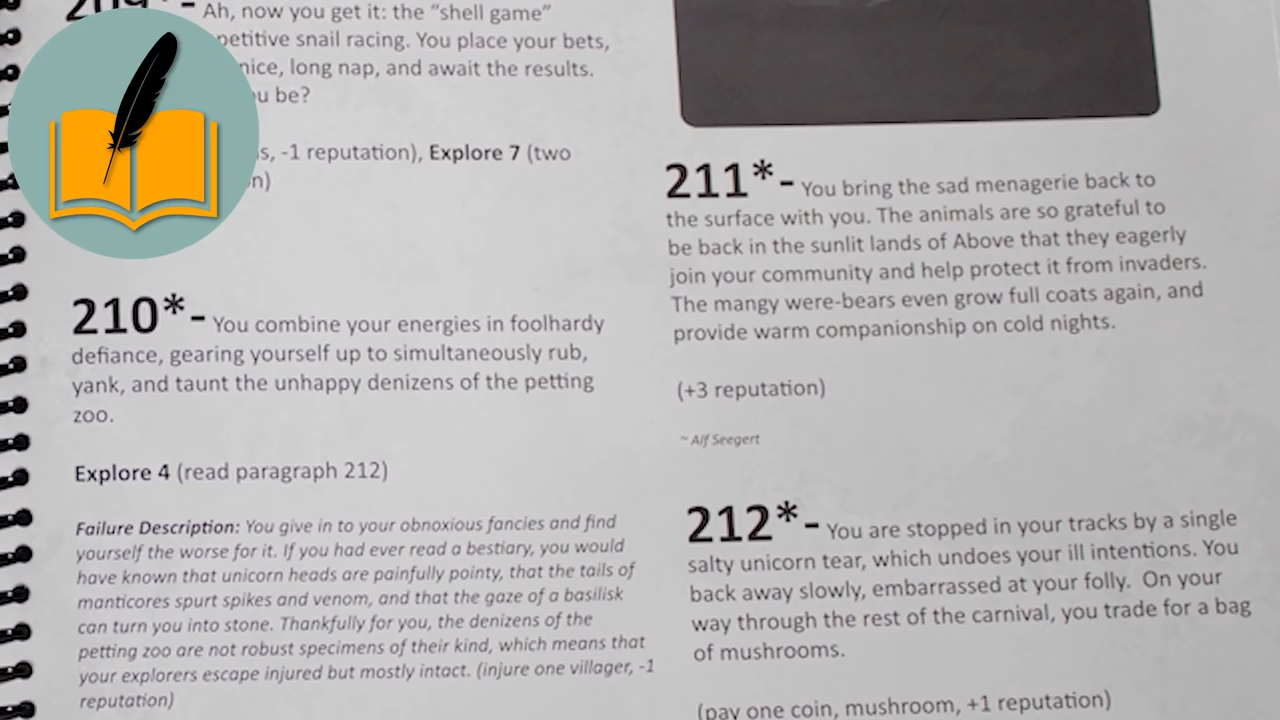 Ah, now you get it: the “shell game”
petitive snail racing. You place your bets,
nice, long nap, and await the results.
u be?
s, -1 reputation), Explore 7 (two
n)
210*- You combine your energies in foolhardy
defiance, gearing yourself up to simultaneously rub,
yank, and taunt the unhappy denizens of the petting
zoo.
Explore 4 (read paragraph 212)
Failure Description: You give in to your obnoxious fancies and find
yourself the worse for it. If you had ever read a bestiary, you would
have known that unicorn heads are painfully pointy, that the tails of
manticores spurt spikes and venom, and that the gaze of a basilisk
can turn you into stone. Thankfully for you, the denizens of the
petting zoo are not robust specimens of their kind, which means that
your explorers escape injured but mostly intact. (injure one villager, -1
reputation)
211*- You bring the sad menagerie back to
the surface with you. The animals are so grateful to
be back in the sunlit lands of Above that they eagerly
join your community and help protect it from invaders.
The mangy were-bears even grow full coats again, and
provide warm companionship on cold nights.
(+3 reputation)
~ Alf Seegert
212*- You are stopped in your tracks by a single
salty unicorn tear, which undoes your ill intentions. You
back away slowly, embarrassed at your folly. On your
way through the rest of the carnival, you trade for a bag
of mushrooms.
(pay one coin, mushroom, +1 reputation)